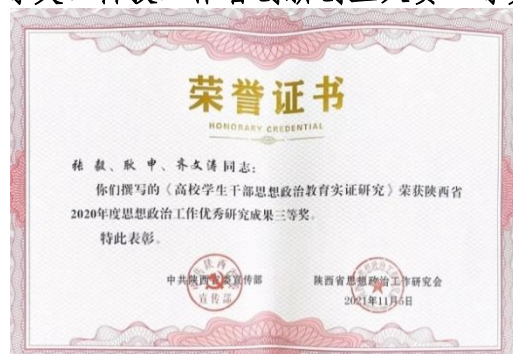 荣誉证书
HONORARY CREDENTIAL
张毅、耿申、齐文涛同志:
你们撰写的《高校学生干部思想政治教育实证研究》荣获陕西省
2020年度思想政治工作优秀研究成果三等奖。
特此表彰。
中共陕西省委宣传部
陕西省思想政治工作研究会
2021年11月5日